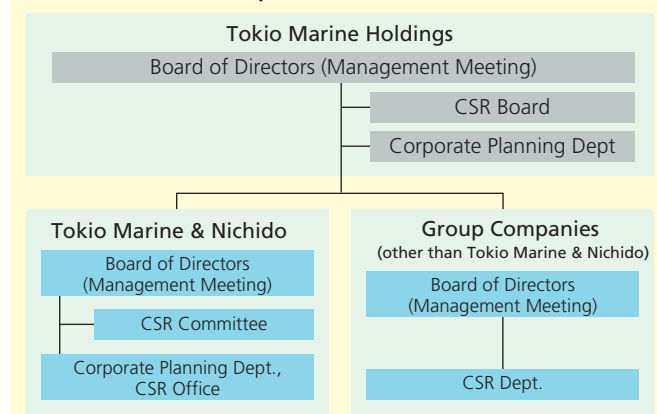 Tokio Marine Holdings
Board of Directors (Management Meeting)
CSR Board
Corporate Planning Dept
Tokio Marine & Nichido
Board of Directors
(Management Meeting)
CSR Committee
Corporate Planning Dept.,
CSR Office
Group Companies
(other than Tokio Marine & Nichido)
Board of Directors
(Management Meeting)
CSR Dept.